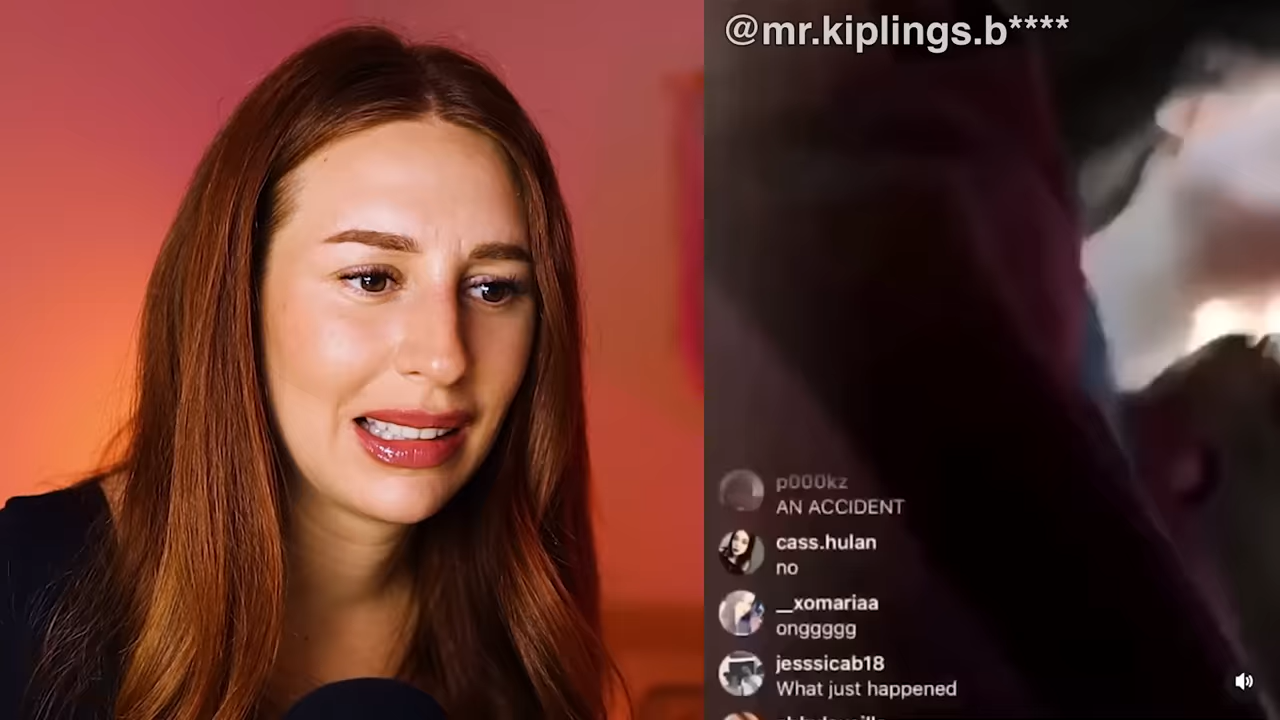 @mr.kiplings.b****
p000kz
AN ACCIDENT
cass.hulan
no
__xomariaa
onggggg
jesssicab18
What just happened